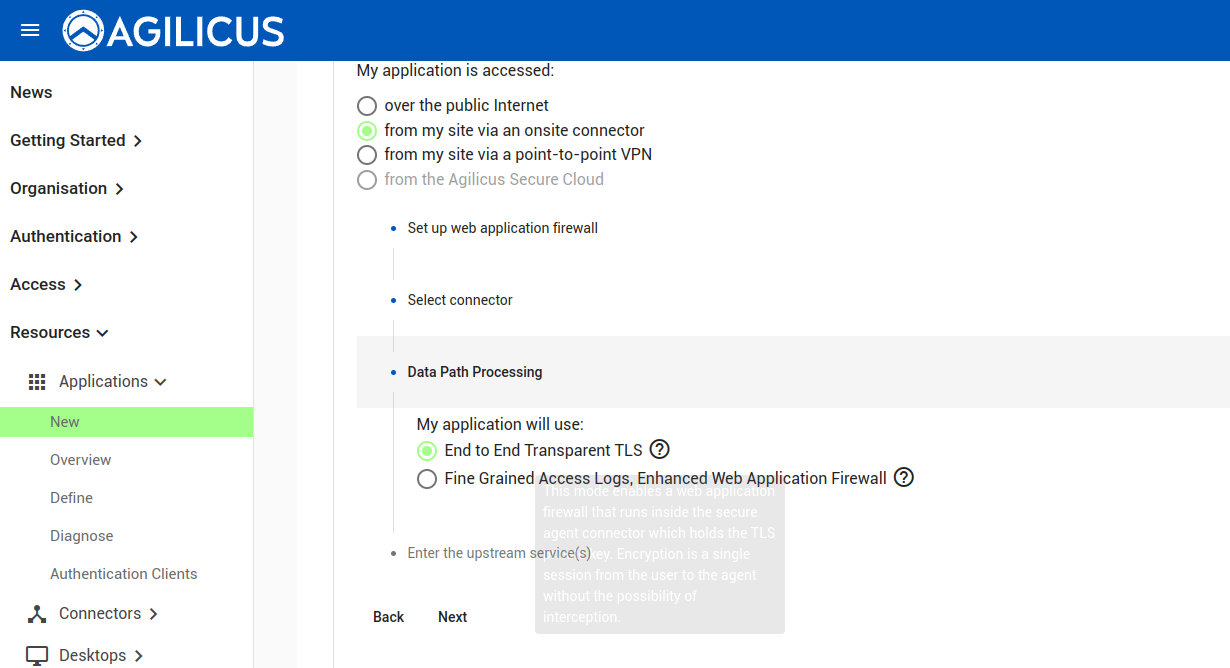 AGILICUS
News
Getting Started
Organisation
Authentication
Access
Resources
Applications
New
Overview
Define
Diagnose
Authentication Clients
Connectors
Desktops
My application is accessed:
over the public Internet
from my site via an onsite connector
from my site via a point-to-point VPN
from the Agilicus Secure Cloud
Set up web application firewall
Select connector
Data Path Processing
My application will use:
End to End Transparent TLS ?
Fine Grained Access Logs, Enhanced Web Application Firewall ?
This mode enables a web application
firewall that runs inside the secure
agent connector which holds the TLS
key. Encryption is a single
session from the user to the agent
without the possibility of
interception.
Enter the upstream service(s)
Back Next